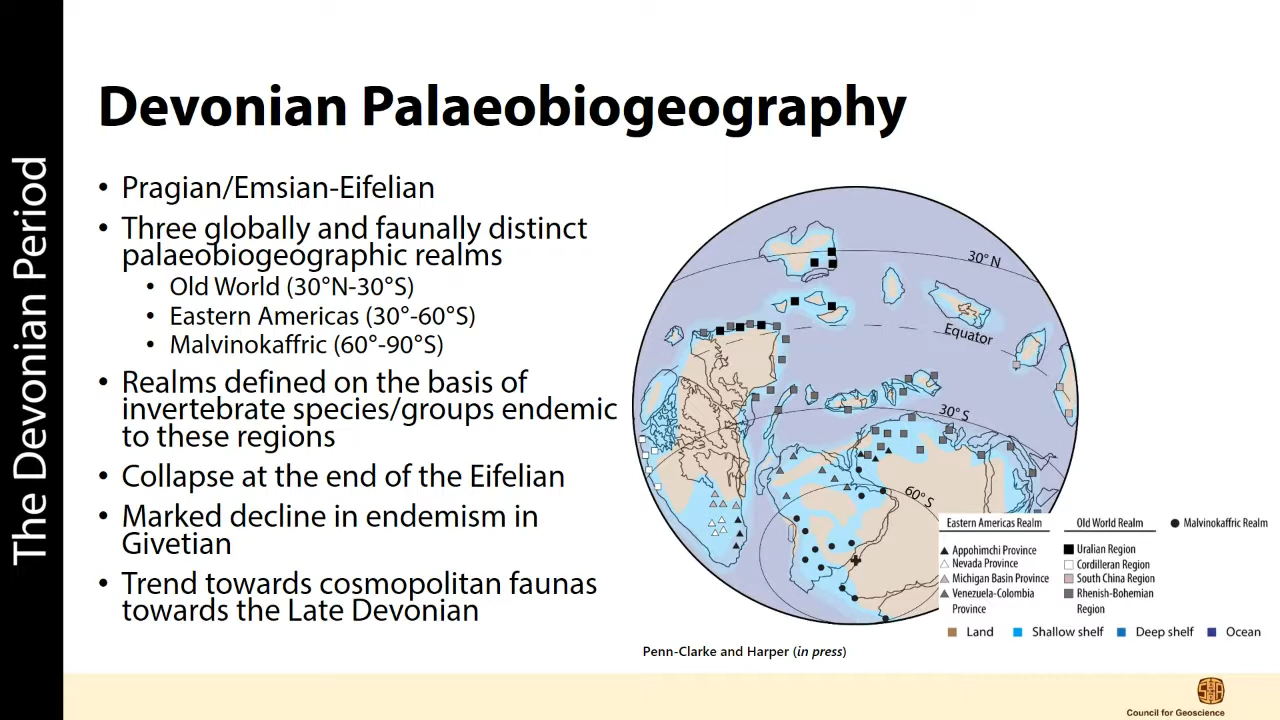 The Devonian Period
Devonian Palaeobiogeography
• Pragian/Emsian-Eifelian
• Three globally and faunally distinct
palaeobiogeographic realms
• Old World (30°N-30°S)
• Eastern Americas (30°-60°S)
• Malvinokaffric (60°-90°S)
• Realms defined on the basis of
invertebrate species/groups endemic
to these regions
• Collapse at the end of the Eifelian
• Marked decline in endemism in
Givetian
• Trend towards cosmopolitan faunas
towards the Late Devonian
30° N
Equator
30° S
60° S
Eastern Americas Realm
Appohimchi Province
Nevada Province
Michigan Basin Province
Venezuela-Colombia
Province
Old World Realm
Uralian Region
Cordilleran Region
South China Region
Rhenish-Bohemian
Region
Malvinokaffric Realm
Land
Shallow shelf
Deep shelf
Ocean
Penn-Clarke and Harper (in press)
Council for Geoscience